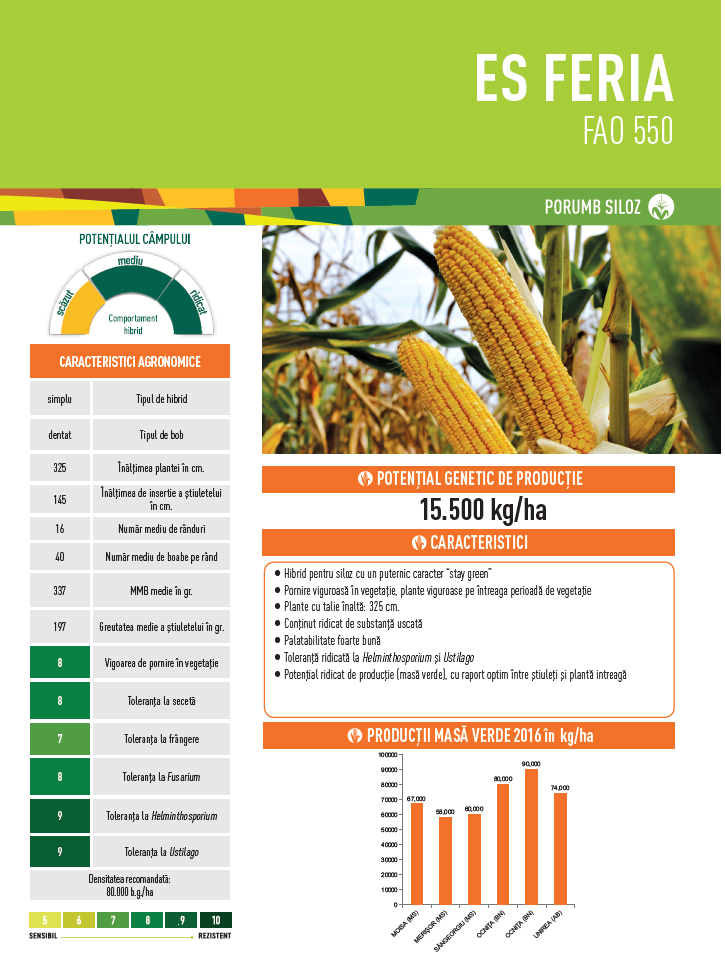 ES FERIA
FAO 550
PORUMB SILOZ
POTENȚIALUL CÂMPULUI
scăzut
mediu
ridicat
Comportament
hibrid
CARACTERISTICI AGRONOMICE
simplu Tipul de hibrid
dentat Tipul de bob
325 Înălțimea plantei în cm.
145 Înălțimea de insertie a știuletelui
în cm.
16 Număr mediu de rânduri
40 Număr mediu de boabe pe rând
337 MMB medie în gr.
197 Greutatea medie a știuletelui în gr.
8 Vigoarea de pornire în vegetație
8 Toleranța la secetă
7 Toleranța la frângere
8 Toleranța la Fusarium
9 Toleranța la Helminthosporium
9 Toleranța la Ustilago
Densitatea recomandată:
80.000 b.g./ha
5 6 7 8 .9 10
SENSIBIL REZISTENT
POTENȚIAL GENETIC DE PRODUCȚIE
15.500 kg/ha
CARACTERISTICI
• Hibrid pentru siloz cu un puternic caracter "stay green"
• Pornire viguroasă în vegetație, plante viguroase pe întreaga perioadă de vegetație
• Plante cu talie înaltă: 325 cm.
• Conținut ridicat de substanță uscată
• Palatabilitate foarte bună
• Toleranță ridicată la Helminthosporium și Ustilago
• Potențial ridicat de producție (masă verde), cu raport optim între știuleți și plantă intreagă
PRODUCȚII MASĂ VERDE 2016 în kg/ha
100000
90000
80000
70000
60000
50000
40000
30000
20000
10000
0
67,000
58,000
60,000
80,000
90,000
74,000
MOISA (MS)
MERIȘOR (MS)
SÂNGEORGIU (MS)
OCNIȚA (BN)
OCNIȚA (BN)
UNIREA (AB)